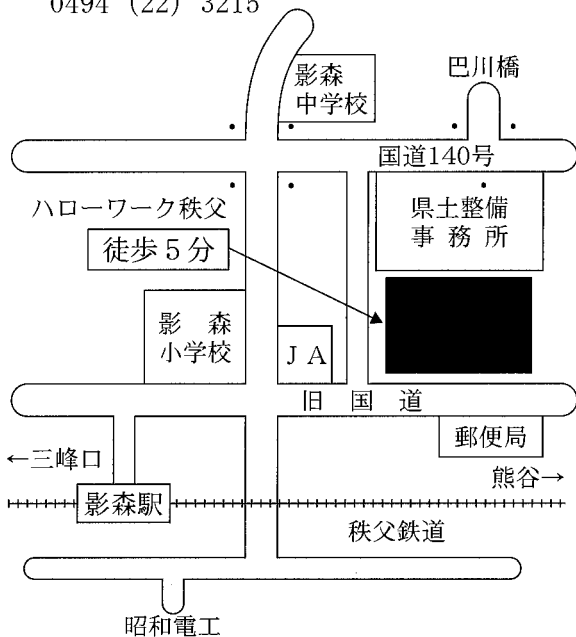 0494 (22) 3215
影森
中学校
巴川橋
国道140号
ハローワーク秩父
徒歩5分
県土整備
事務所
影森
小学校
JA
旧国道
郵便局
←三峰口
熊谷→
影森駅
秩父鉄道
昭和電工